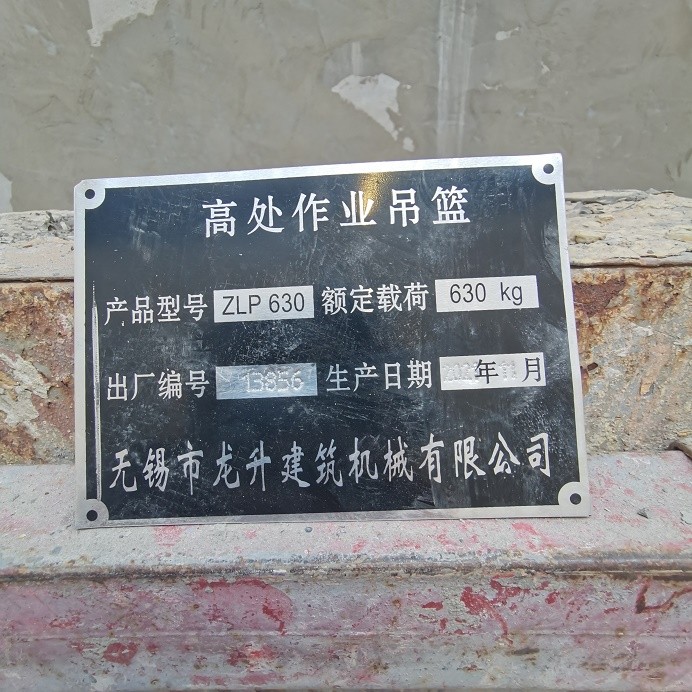 高处作业吊篮
产品型号 ZLP 630 额定载荷 630 kg
出厂编号 13856 生产日期 年 月
无锡市龙升建筑机械有限公司